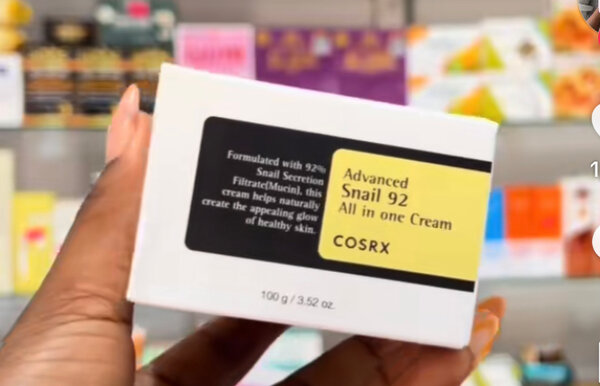 Formulated with 92%
Snail Secretion
Filtrate(Mucin), this
cream helps naturally
create the appealing glow
of healthy skin.
Advanced
Snail 92
All in one Cream
COSRX
100 g / 3.52 oz.